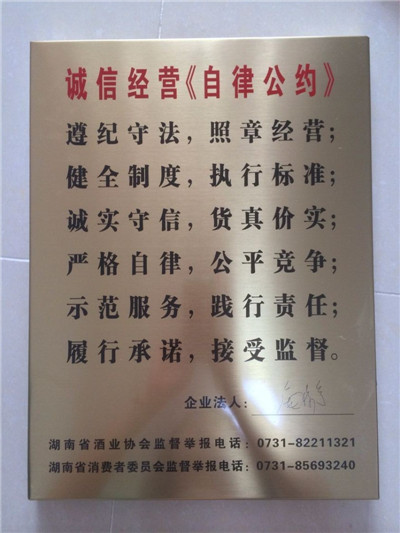 诚信经营《自律公约》
遵纪守法，照章经营；
健全制度，执行标准；
诚实守信，货真价实；
严格自律，公平竞争；
示范服务，践行责任；
履行承诺，接受监督。
企业法人：
湖南省酒业协会监督举报电话：0731-82211321
湖南省消费者委员会监督举报电话：0731-85693240